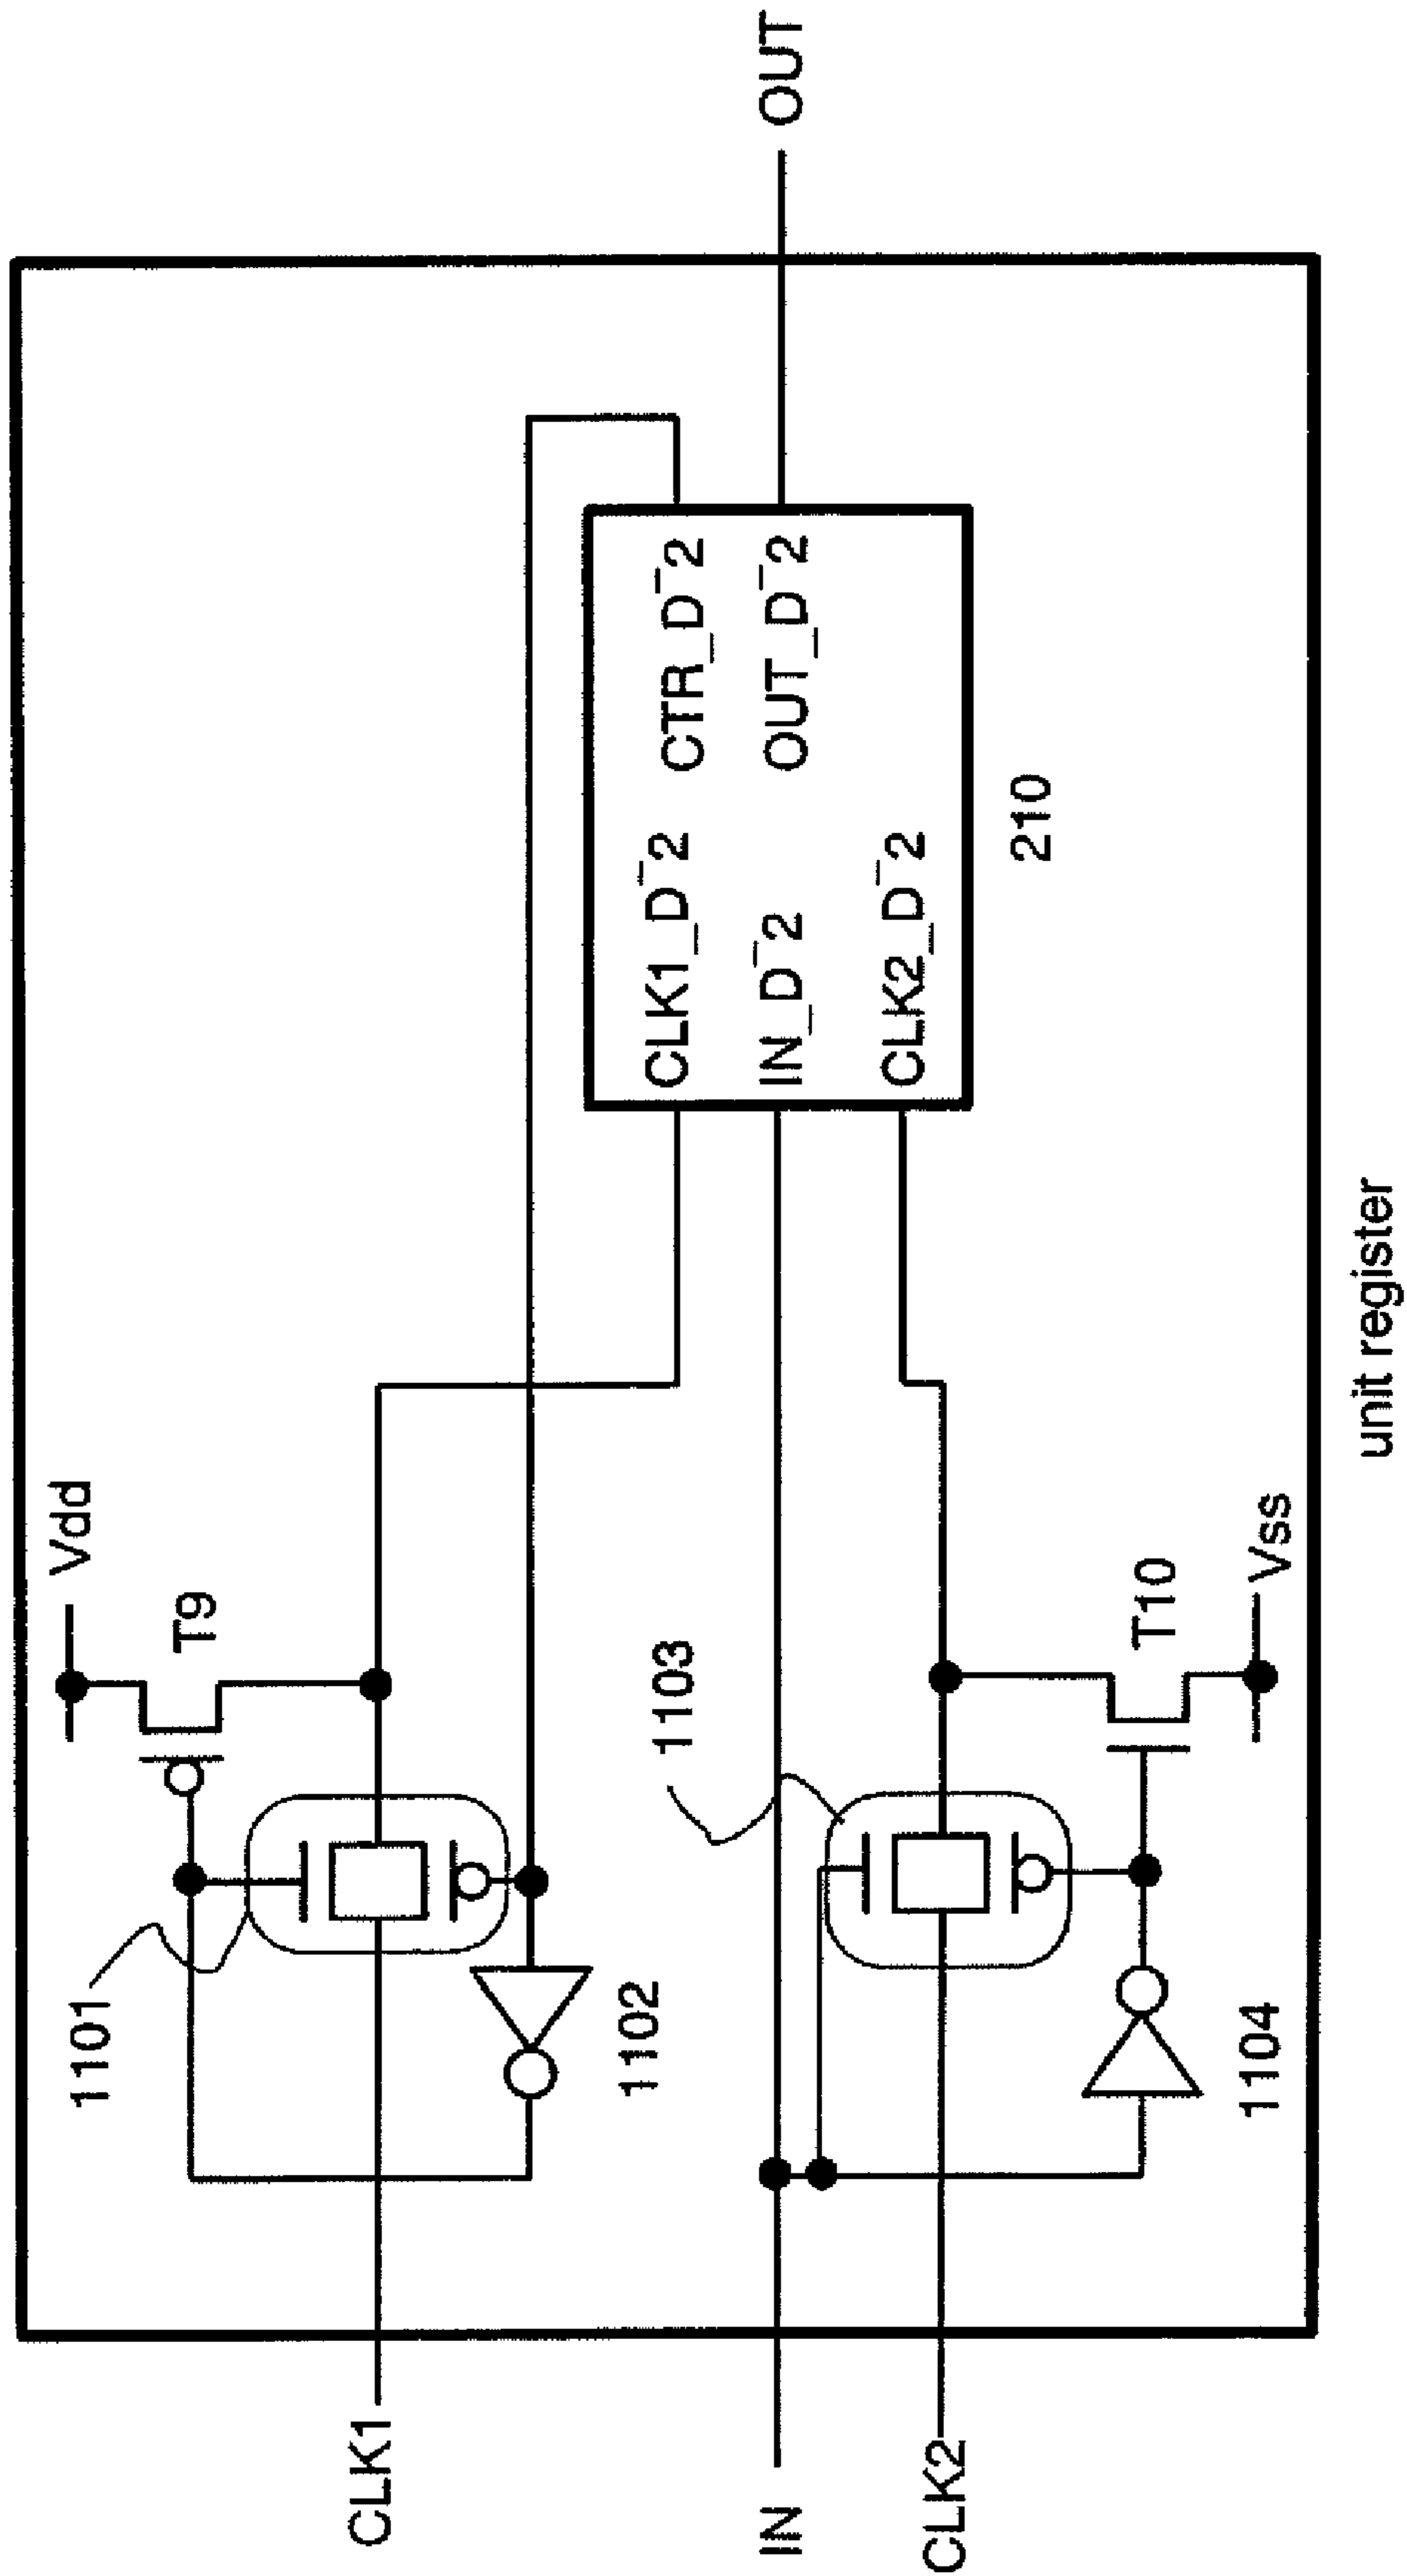 Vdd
T9
1101
CLK1
1102
1103
CLK1_D‾2
CTR_D‾2
IN
IN_D‾2
OUT_D‾2
OUT
CLK2
CLK2_D‾2
210
T10
1104
Vss
unit register